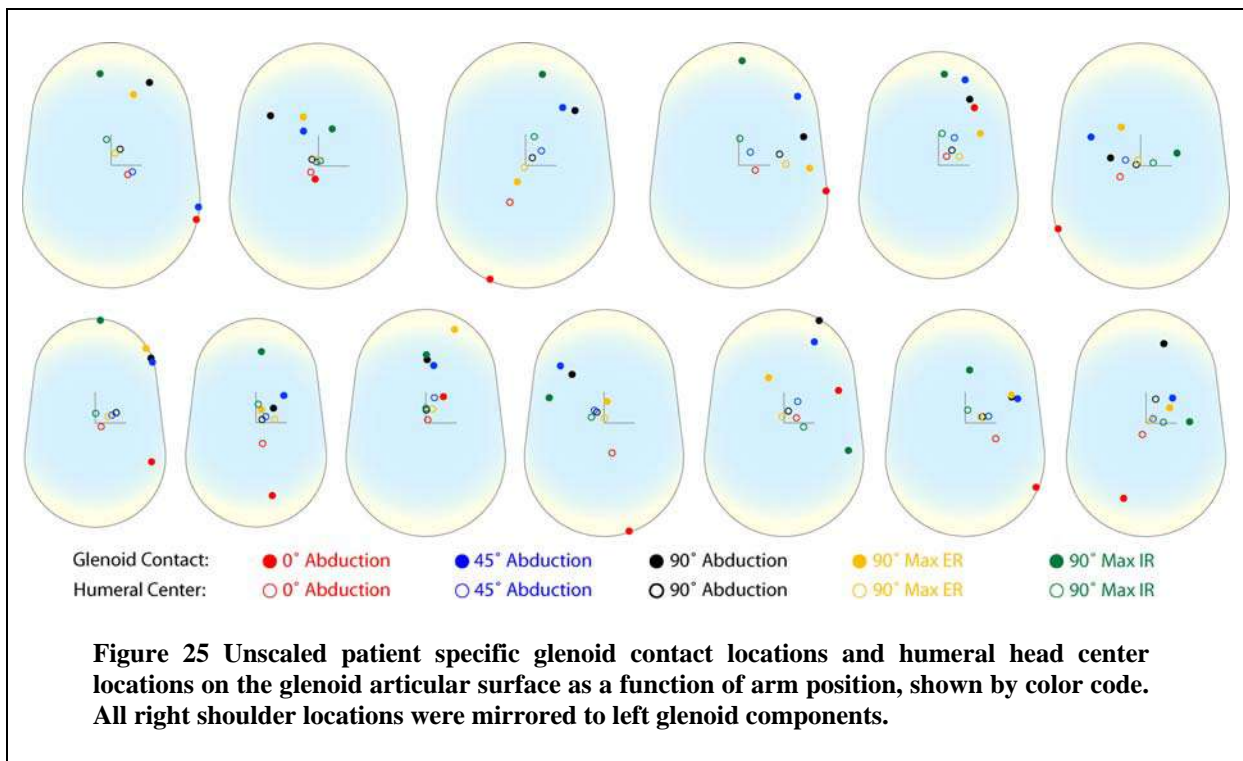 Glenoid Contact: 0˚ Abduction 45˚ Abduction 90˚ Abduction 90˚ Max ER 90˚ Max IR
Humeral Center: 0˚ Abduction 45˚ Abduction 90˚ Abduction 90˚ Max ER 90˚ Max IR
Figure 25 Unscaled patient specific glenoid contact locations and humeral head center
locations on the glenoid articular surface as a function of arm position, shown by color code.
All right shoulder locations were mirrored to left glenoid components.